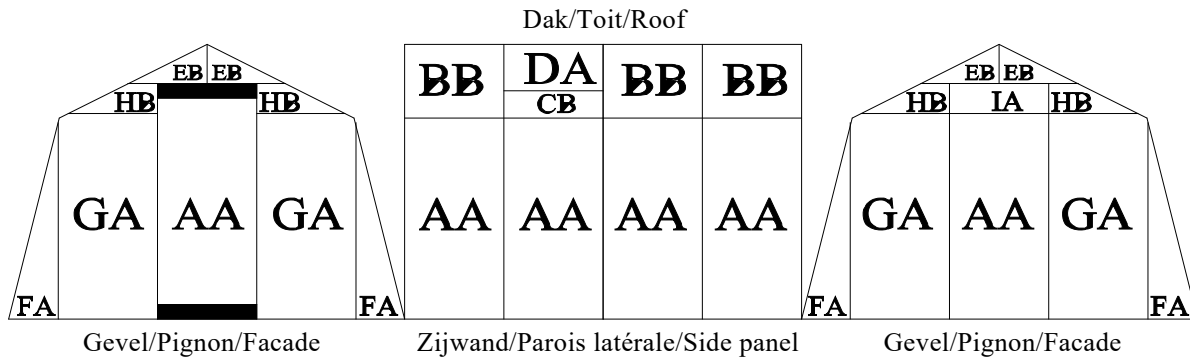 Dak/Toit/Roof
EB EB
HB HB
GA AA GA
FA FA
Gevel/Pignon/Facade
BB DA BB BB
CB
AA AA AA AA
Zijwand/Parois latérale/Side panel
EB EB
HB IA HB
GA AA GA
FA FA
Gevel/Pignon/Facade